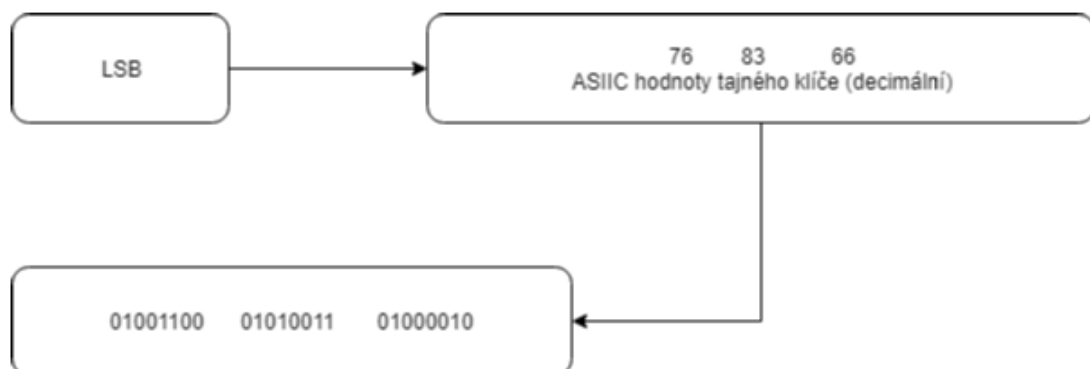 LSB
76 83 66
ASIIC hodnoty tajného klíče (decimální)
01001100 01010011 01000010